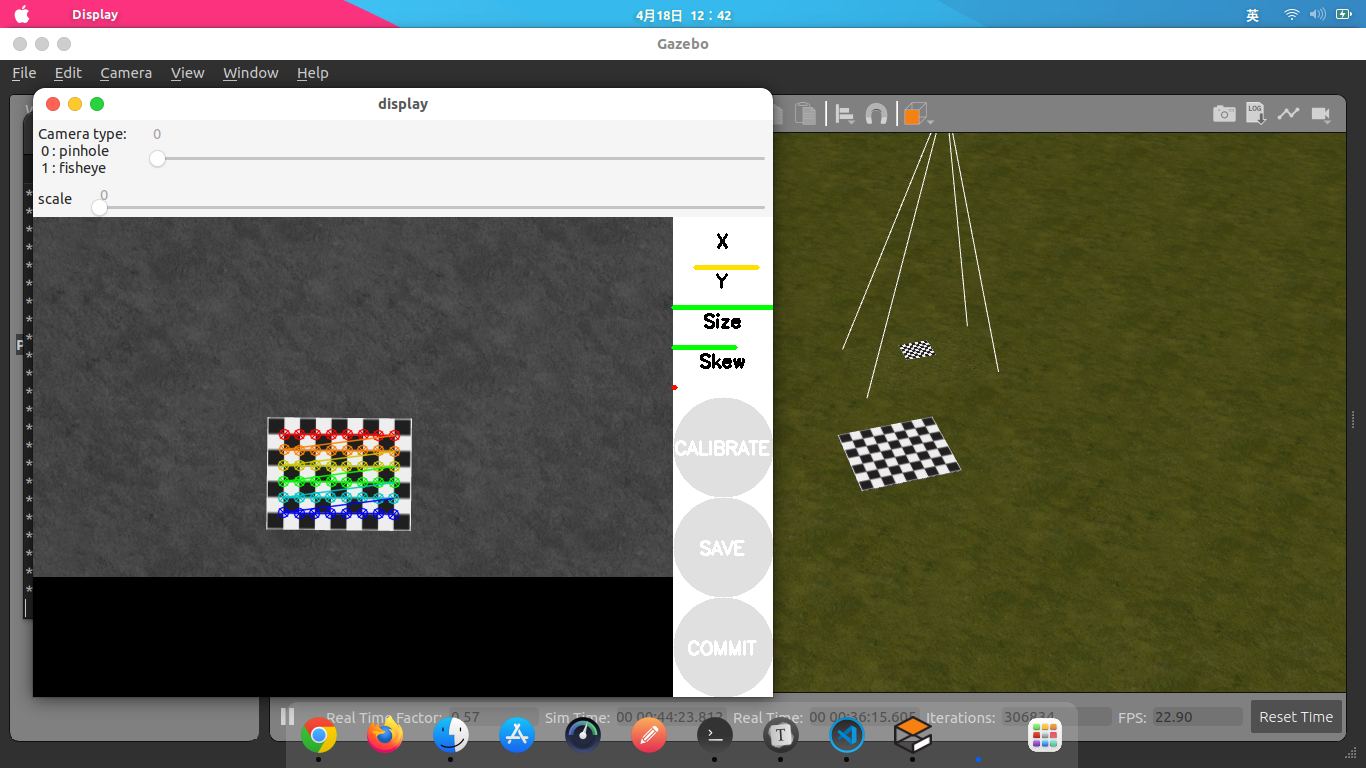 Display
4月18日 12：42
英
Gazebo
File Edit Camera View Window Help
display
LOG
Camera type:
0 : pinhole
1 : fisheye
0
scale
0
X
Y
Size
Skew
CALIBRATE
SAVE
COMMIT
Real Time Factor: 0.57 Sim Time: 00 00:44:23.812 Real Time: 00 00:36:15.605 Iterations: 306834 FPS: 22.90 Reset Time
T